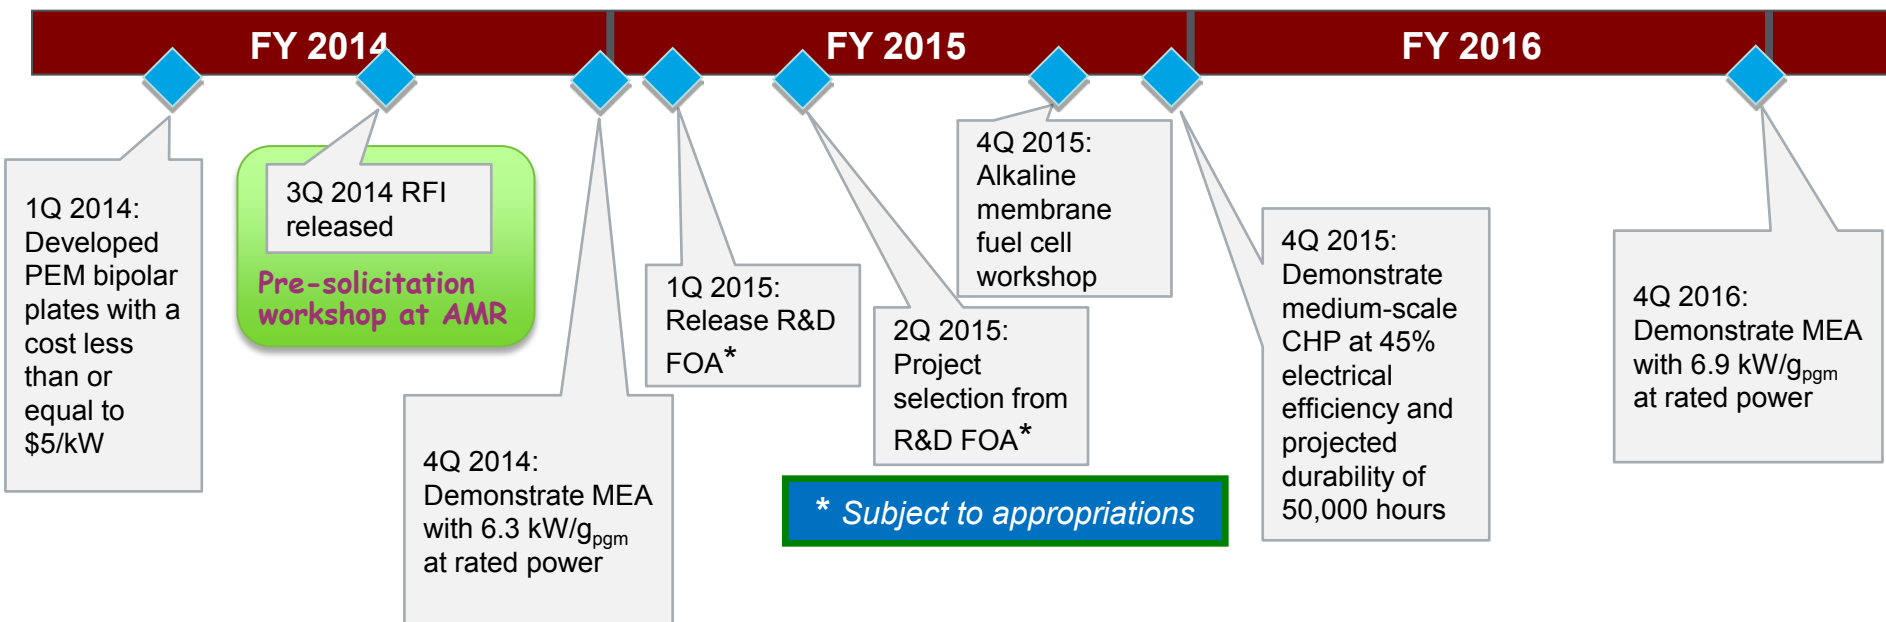 FY 2014
FY 2015
FY 2016
1Q 2014:
Developed
PEM bipolar
plates with a
cost less
than or
equal to
$5/kW
3Q 2014 RFI
released
Pre-solicitation
workshop at AMR
4Q 2014:
Demonstrate MEA
with 6.3 kW/gpgm
at rated power
1Q 2015:
Release R&D
FOA*
2Q 2015:
Project
selection from
R&D FOA*
4Q 2015:
Alkaline
membrane
fuel cell
workshop
4Q 2015:
Demonstrate
medium-scale
CHP at 45%
electrical
efficiency and
projected
durability of
50,000 hours
4Q 2016:
Demonstrate MEA
with 6.9 kW/gpgm
at rated power
* Subject to appropriations